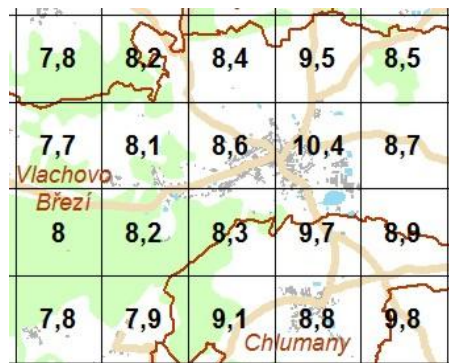 7,8 8,2 8,4 9,5 8,5
7,7 8,1 8,6 10,4 8,7
Vlachovo
Březí
8 8,2 8,3 9,7 8,9
7,8 7,9 9,1 8,8 9,8
Chlumany